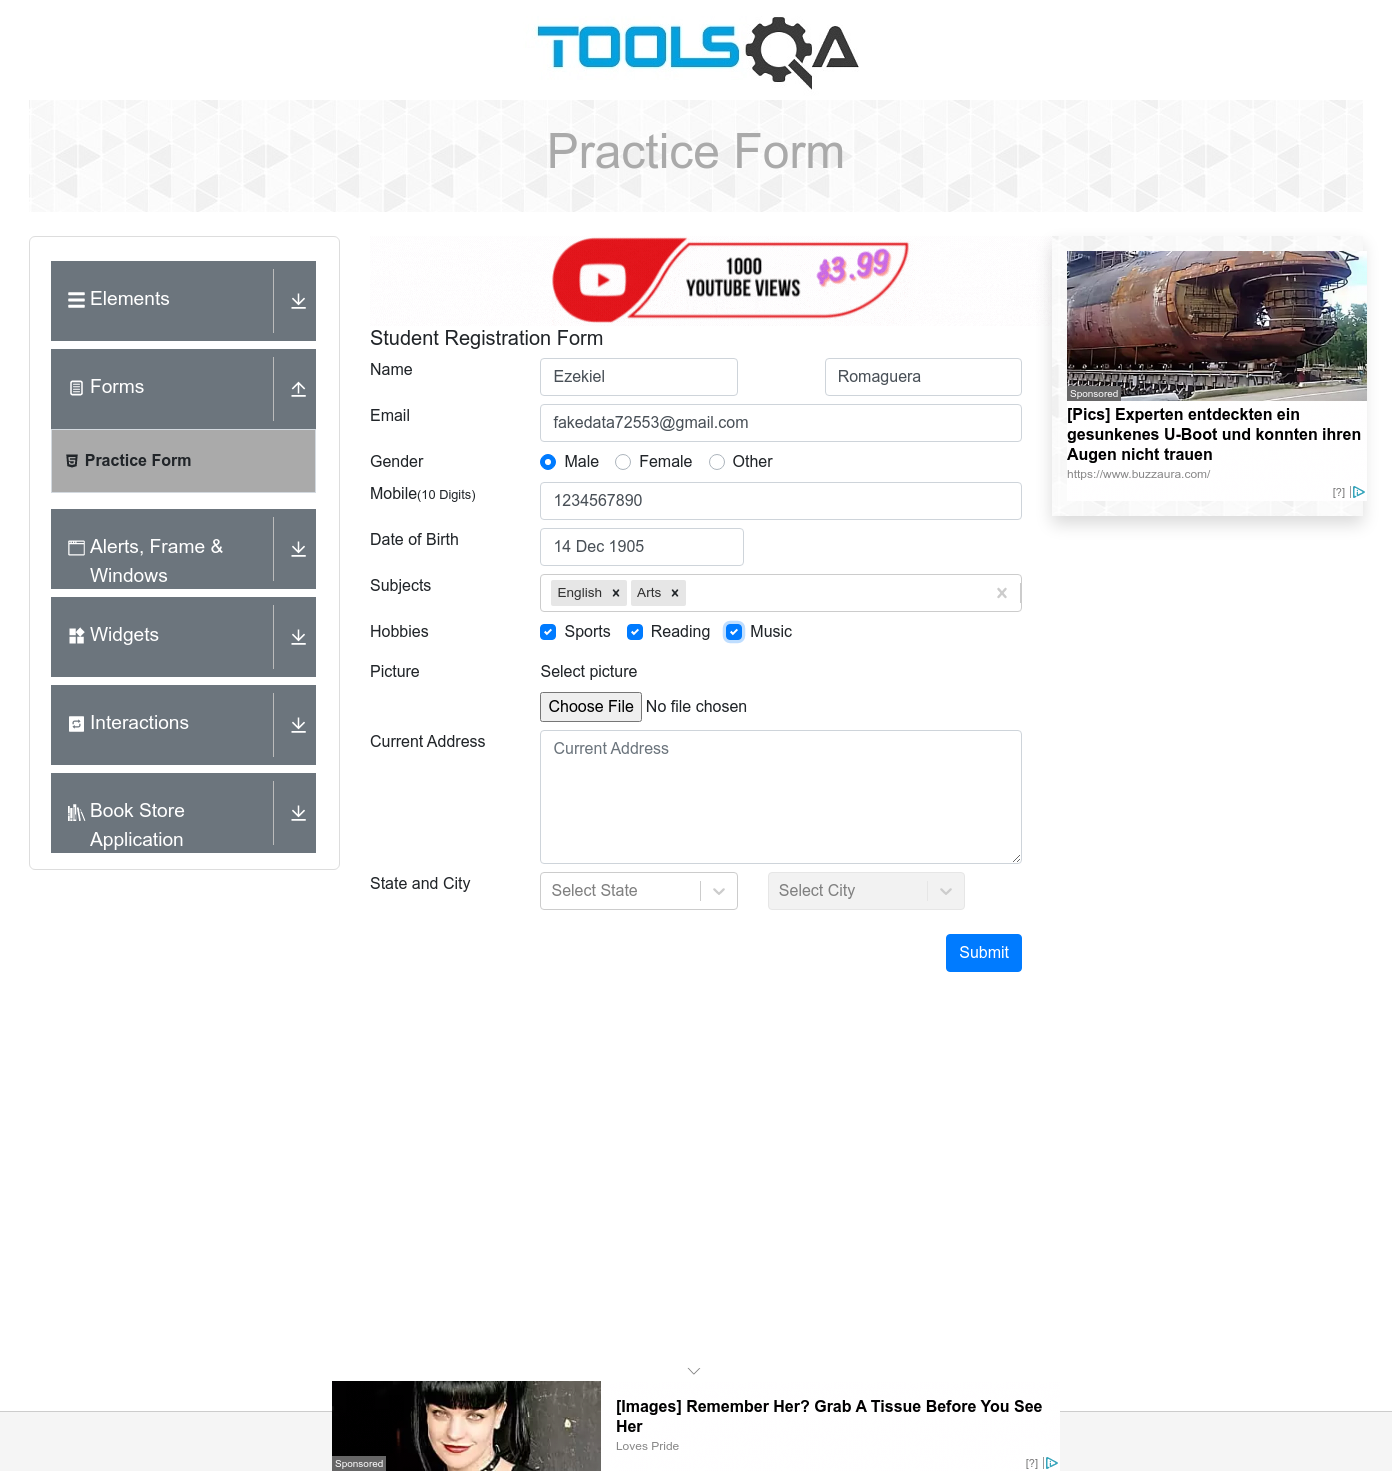 TOOLSQA
Practice Form
Elements
Forms
Practice Form
Alerts, Frame &
Windows
Widgets
Interactions
Book Store
Application
1000
YOUTUBE VIEWS
$3.99
Student Registration Form
Name
Ezekiel
Romaguera
Email
fakedata72553@gmail.com
Gender
Male
Female
Other
Mobile(10 Digits)
1234567890
Date of Birth
14 Dec 1905
Subjects
English
Arts
Hobbies
Sports
Reading
Music
Picture
Select picture
Choose File No file chosen
Current Address
Current Address
State and City
Select State
Select City
Submit
Sponsored
[Pics] Experten entdeckten ein
gesunkenes U-Boot und konnten ihren
Augen nicht trauen
https://www.buzzaura.com/
[?]
[Images] Remember Her? Grab A Tissue Before You See
Her
Loves Pride
Sponsored
[?]